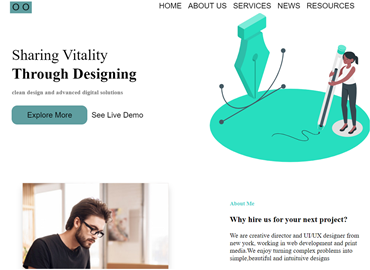 O O
HOME ABOUT US SERVICES NEWS RESOURCES
Sharing Vitality
Through Designing
clean design and advanced digital solutions
Explore More See Live Demo
About Me
Why hire us for your next project?
We are creative director and UI/UX designer from
new york, working in web development and print
media.We enjoy turning complex problems into
simple,beautiful and intuitsive designs